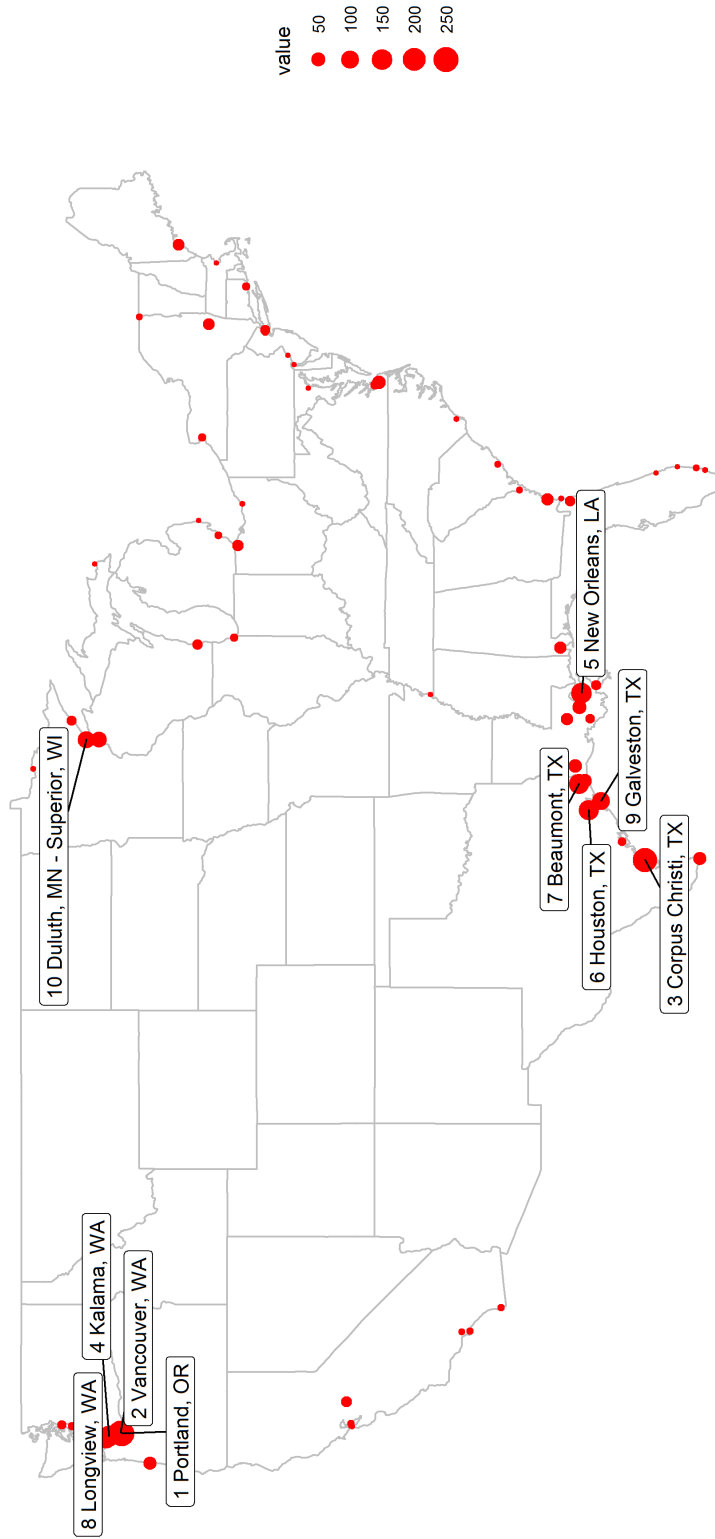 8 Longview, WA
4 Kalama, WA
2 Vancouver, WA
1 Portland, OR
10 Duluth, MN - Superior, WI
7 Beaumont, TX
6 Houston, TX
9 Galveston, TX
3 Corpus Christi, TX
5 New Orleans, LA
value
50
100
150
200
250